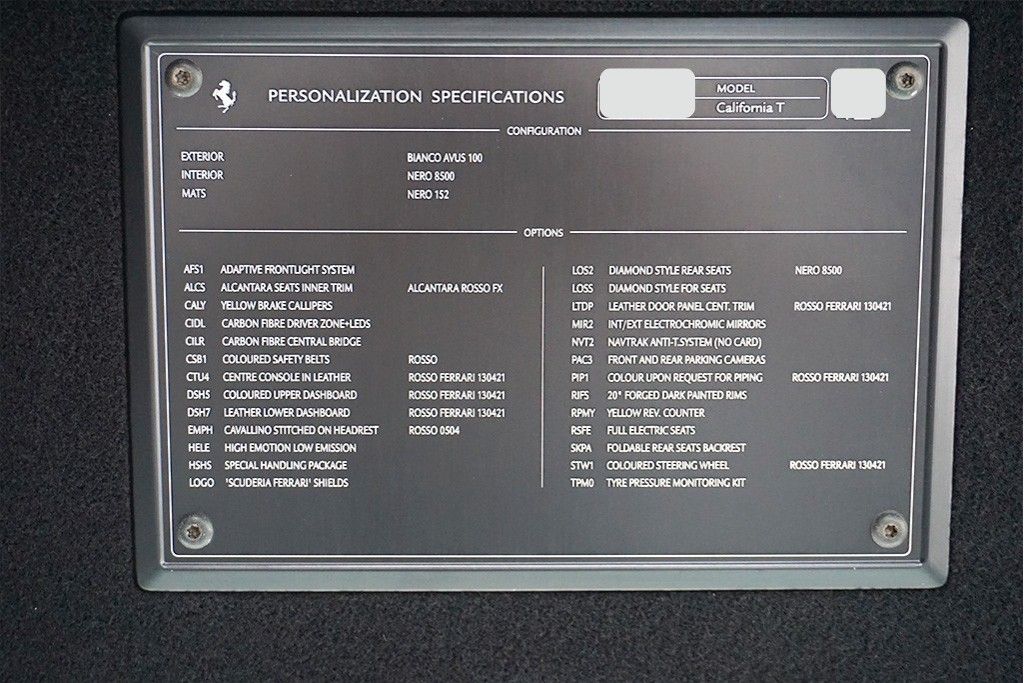 PERSONALIZATION SPECIFICATIONS
MODEL
California T
CONFIGURATION
EXTERIOR BIANCO AVUS 100
INTERIOR NERO 8500
MATS NERO 152
OPTIONS
AFS1 ADAPTIVE FRONTLIGHT SYSTEM
ALCS ALCANTARA SEATS INNER TRIM ALCANTARA ROSSO FX
CALY YELLOW BRAKE CALLIPERS
CIDL CARBON FIBRE DRIVER ZONE+LEDS
CILR CARBON FIBRE CENTRAL BRIDGE
CSB1 COLOURED SAFETY BELTS ROSSO
CTU4 CENTRE CONSOLE IN LEATHER ROSSO FERRARI 130421
DSH5 COLOURED UPPER DASHBOARD ROSSO FERRARI 130421
DSH7 LEATHER LOWER DASHBOARD ROSSO FERRARI 130421
EMPH CAVALLINO STITCHED ON HEADREST ROSSO 0504
HELE HIGH EMOTION LOW EMISSION
HSHS SPECIAL HANDLING PACKAGE
LOGO 'SCUDERIA FERRARI' SHIELDS
LOS2 DIAMOND STYLE REAR SEATS NERO 8500
LOSS DIAMOND STYLE FOR SEATS
LTDP LEATHER DOOR PANEL CENT. TRIM ROSSO FERRARI 130421
MIR2 INT/EXT ELECTROCHROMIC MIRRORS
NVT2 NAVTRAK ANTI-T.SYSTEM (NO CARD)
PAC3 FRONT AND REAR PARKING CAMERAS
PIP1 COLOUR UPON REQUEST FOR PIPING ROSSO FERRARI 130421
RIFS 20" FORGED DARK PAINTED RIMS
RPMY YELLOW REV. COUNTER
RSFE FULL ELECTRIC SEATS
SKPA FOLDABLE REAR SEATS BACKREST
STW1 COLOURED STEERING WHEEL ROSSO FERRARI 130421
TPM0 TYRE PRESSURE MONITORING KIT